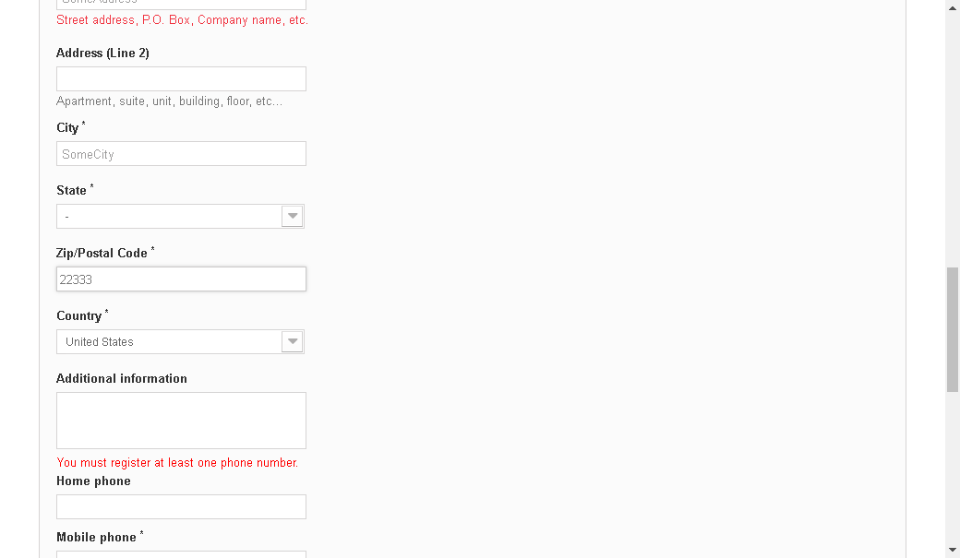 SomeAddress
Street address, P.O. Box, Company name, etc.
Address (Line 2)
Apartment, suite, unit, building, floor, etc...
City *
SomeCity
State *
-
Zip/Postal Code *
22333
Country *
United States
Additional information
You must register at least one phone number.
Home phone
Mobile phone *